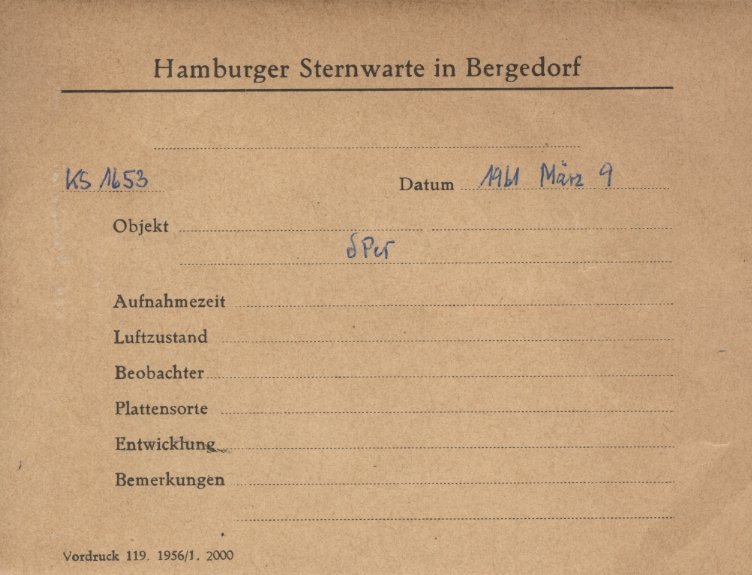 Hamburger Sternwarte in Bergedorf
KS 1653 Datum 1961 März 9
Objekt
δ Per
Aufnahmezeit
Luftzustand
Beobachter
Plattensorte
Entwicklung
Bemerkungen
Vordruck 119. 1956/1. 2000